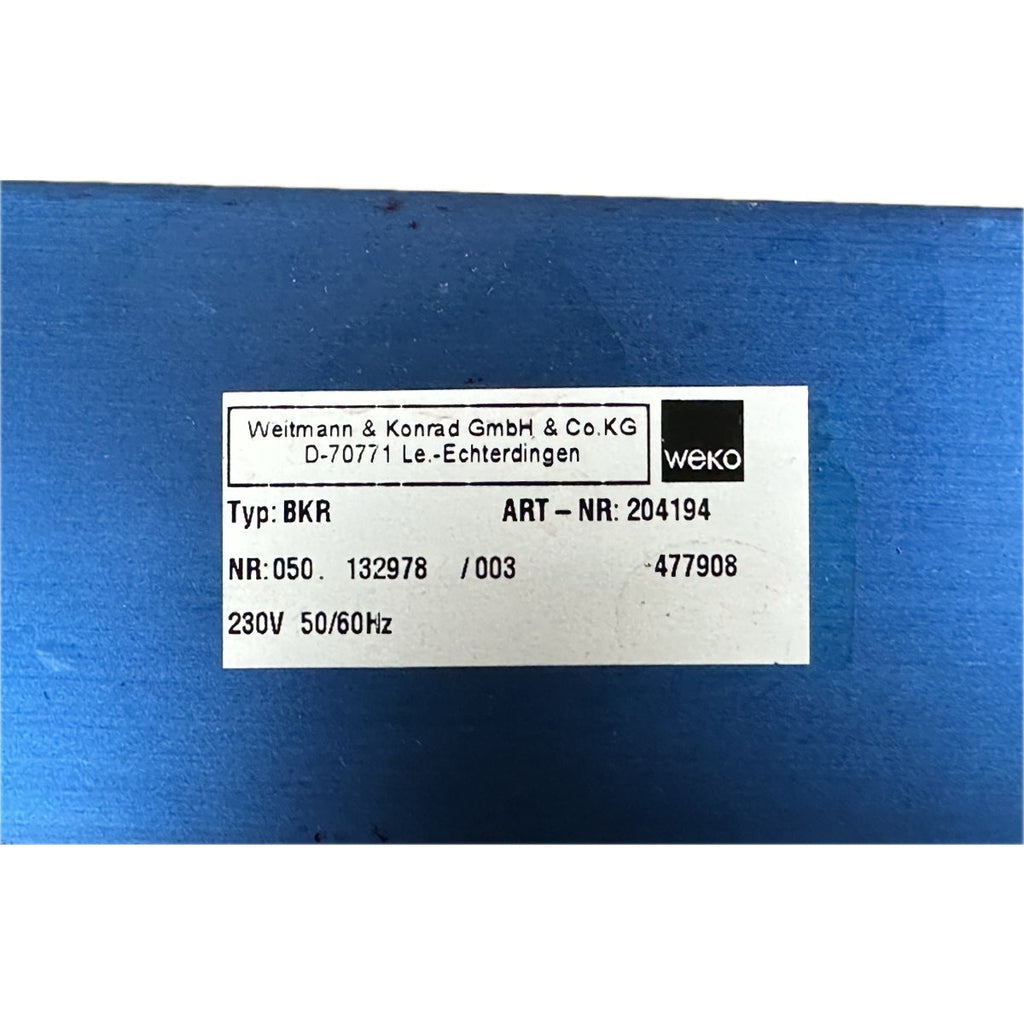 Weitmann & Konrad GmbH & Co.KG
D-70771 Le.-Echterdingen
weko
Typ: BKR ART – NR: 204194
NR: 050. 132978 / 003 477908
230V 50/60Hz